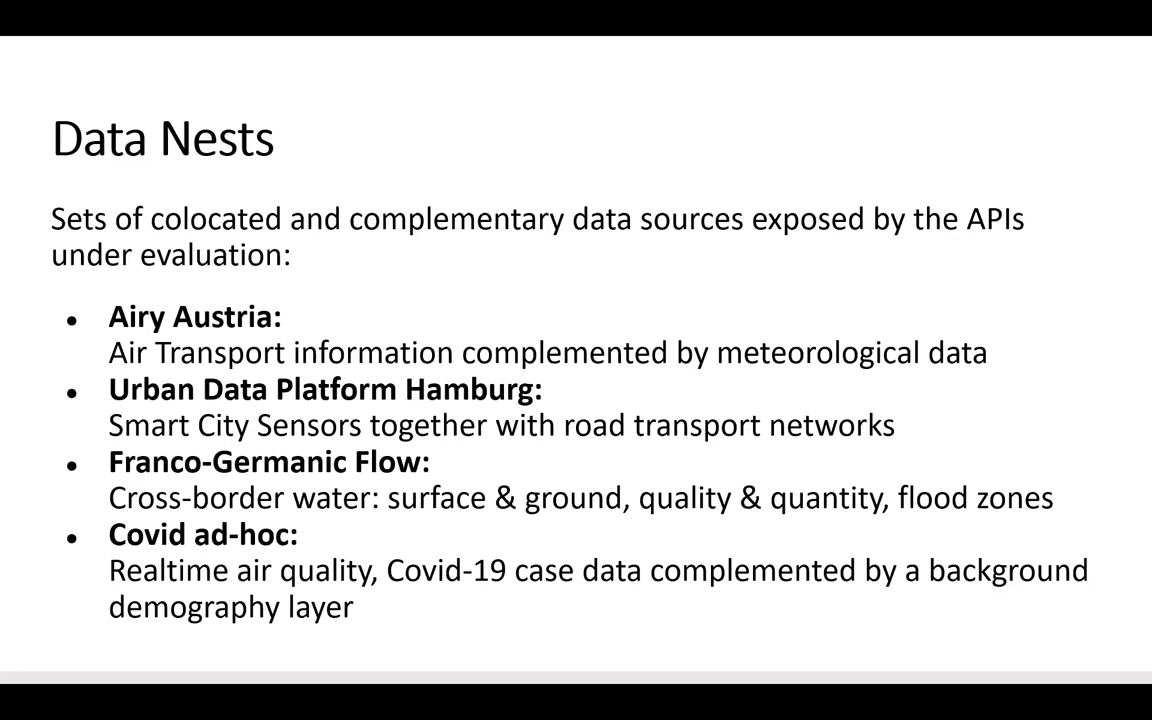 Data Nests
Sets of colocated and complementary data sources exposed by the APIs
under evaluation:
● Airy Austria:
Air Transport information complemented by meteorological data
● Urban Data Platform Hamburg:
Smart City Sensors together with road transport networks
● Franco-Germanic Flow:
Cross-border water: surface & ground, quality & quantity, flood zones
● Covid ad-hoc:
Realtime air quality, Covid-19 case data complemented by a background
demography layer